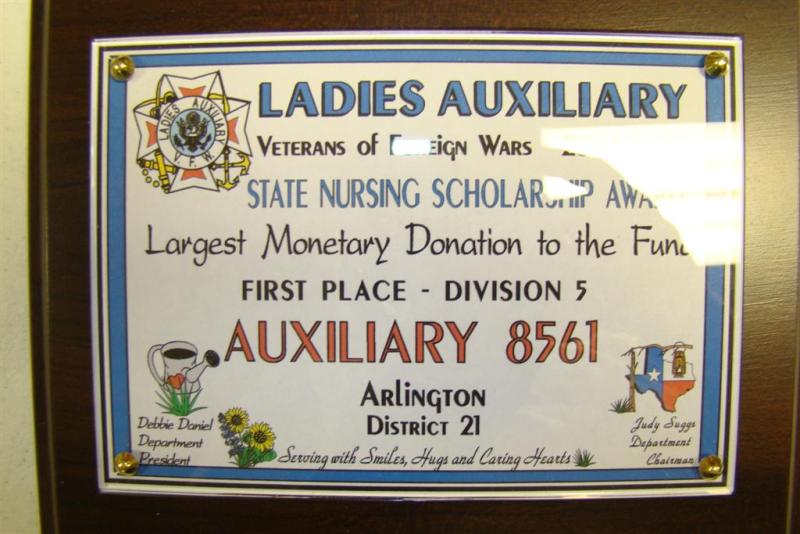 LADIES AUXILIARY
LADIES AUXILIARY
V.F.W.
VETERANS of WARS
STATE NURSING SCHOLARSHIP
Largest Monetary Donation to the Fund
FIRST PLACE - DIVISION 5
AUXILIARY 8561
ARLINGTON
DISTRICT 21
Debbie Daniel
Department
President
Judy Suggs
Department
Chairman
Serving with Smiles, Hugs and Caring Hearts